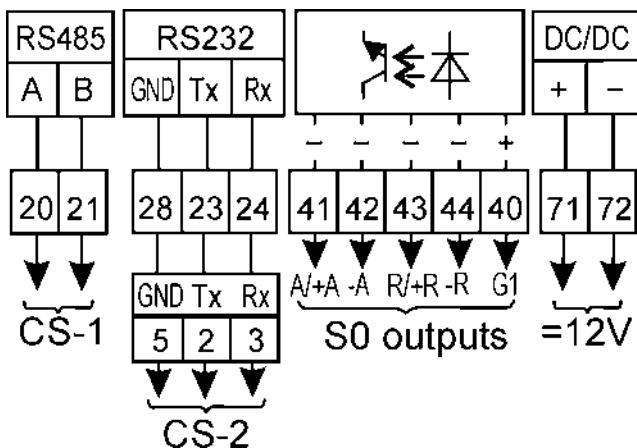 RS485 RS232 DC/DC
A B GND Tx Rx + −
− − − − +
20 21 28 23 24 41 42 43 44 40 71 72
A/+A -A R/+R -R G1
GND Tx Rx
CS-1 S0 outputs =12V
5 2 3
CS-2